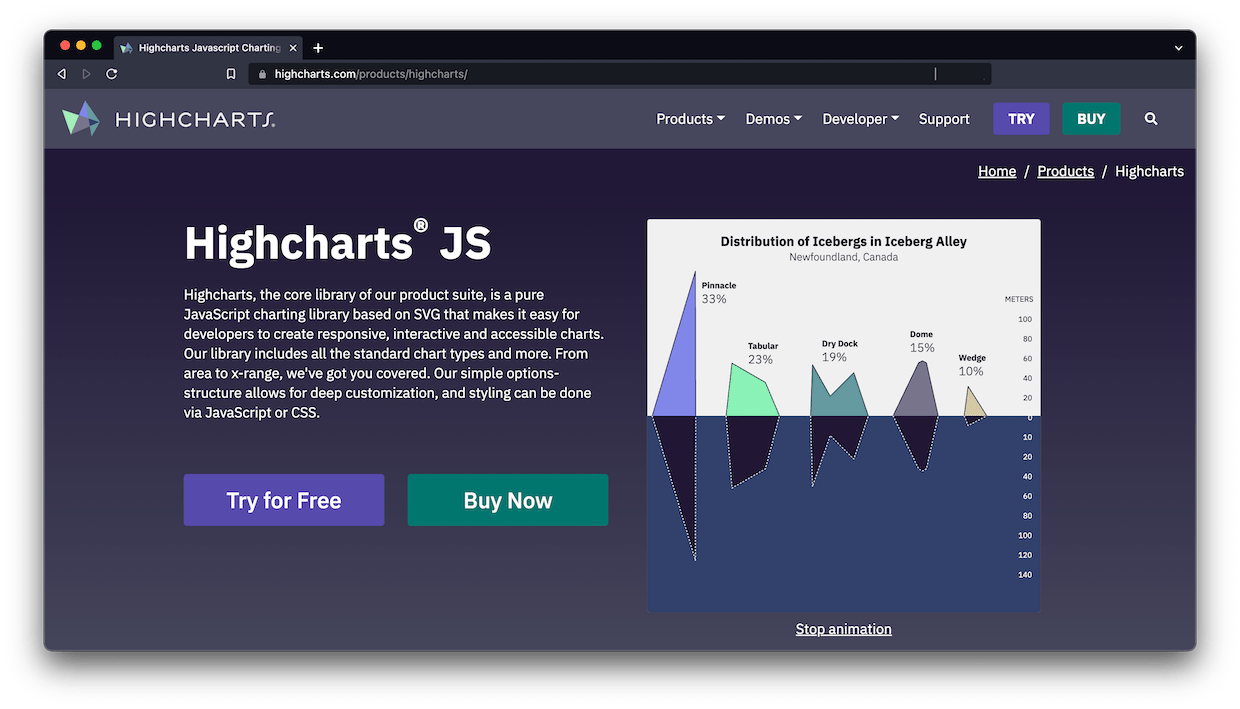 Highcharts Javascript Charting
highcharts.com/products/highcharts/
HIGHCHARTS®
Products Demos Developer Support TRY BUY
Home / Products / Highcharts
Highcharts® JS
Highcharts, the core library of our product suite, is a pure
JavaScript charting library based on SVG that makes it easy for
developers to create responsive, interactive and accessible charts.
Our library includes all the standard chart types and more. From
area to x-range, we've got you covered. Our simple options-
structure allows for deep customization, and styling can be done
via JavaScript or CSS.
Try for Free Buy Now
Distribution of Icebergs in Iceberg Alley
Newfoundland, Canada
Pinnacle
33%
Tabular
23%
Dry Dock
19%
Dome
15%
Wedge
10%
METERS
100
80
60
40
20
0
10
20
40
60
80
100
120
140
Stop animation